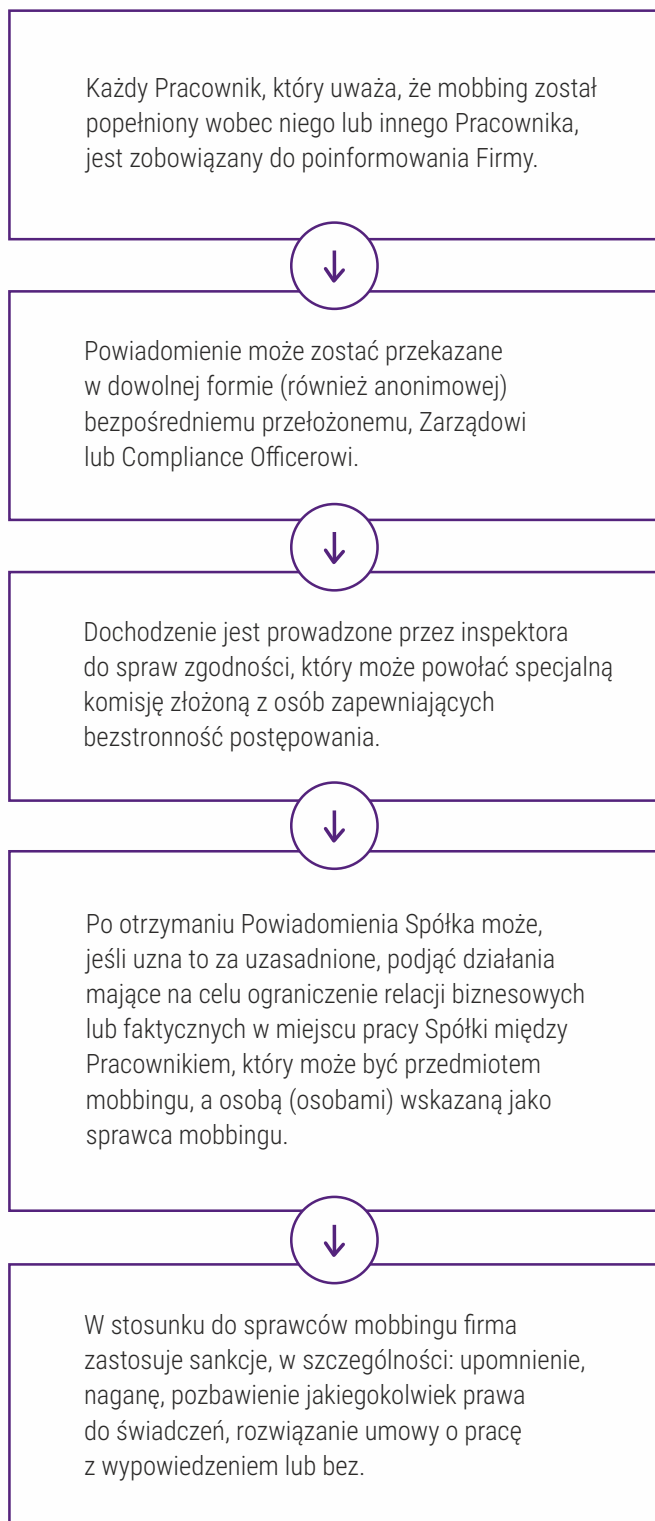 Każdy Pracownik, który uważa, że mobbing został
popełniony wobec niego lub innego Pracownika,
jest zobowiązany do poinformowania Firmy.
Powiadomienie może zostać przekazane
w dowolnej formie (również anonimowej)
bezpośredniemu przełożonemu, Zarządowi
lub Compliance Officerowi.
Dochodzenie jest prowadzone przez inspektora
do spraw zgodności, który może powołać specjalną
komisję złożoną z osób zapewniających
bezstronność postępowania.
Po otrzymaniu Powiadomienia Spółka może,
jeśli uzna to za uzasadnione, podjąć działania
mające na celu ograniczenie relacji biznesowych
lub faktycznych w miejscu pracy Spółki między
Pracownikiem, który może być przedmiotem
mobbingu, a osobą (osobami) wskazaną jako
sprawca mobbingu.
W stosunku do sprawców mobbingu firma
zastosuje sankcje, w szczególności: upomnienie,
naganę, pozbawienie jakiegokolwiek prawa
do świadczeń, rozwiązanie umowy o pracę
z wypowiedzeniem lub bez.